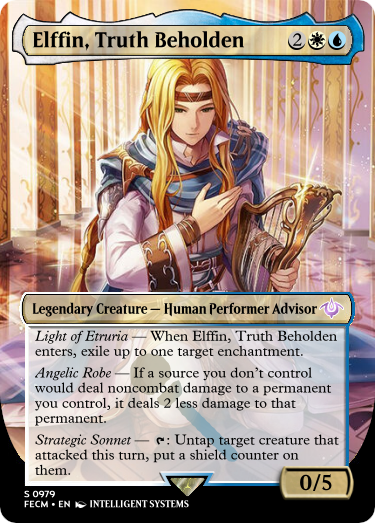 Elffin, Truth Beholden 2
Legendary Creature — Human Performer Advisor
Light of Etruria — When Elffin, Truth Beholden
enters, exile up to one target enchantment.
Angelic Robe — If a source you don't control
would deal noncombat damage to a permanent
you control, it deals 2 less damage to that
permanent.
Strategic Sonnet — : Untap target creature that
attacked this turn, put a shield counter on
them.
0/5
S 0979
FECM • EN INTELLIGENT SYSTEMS